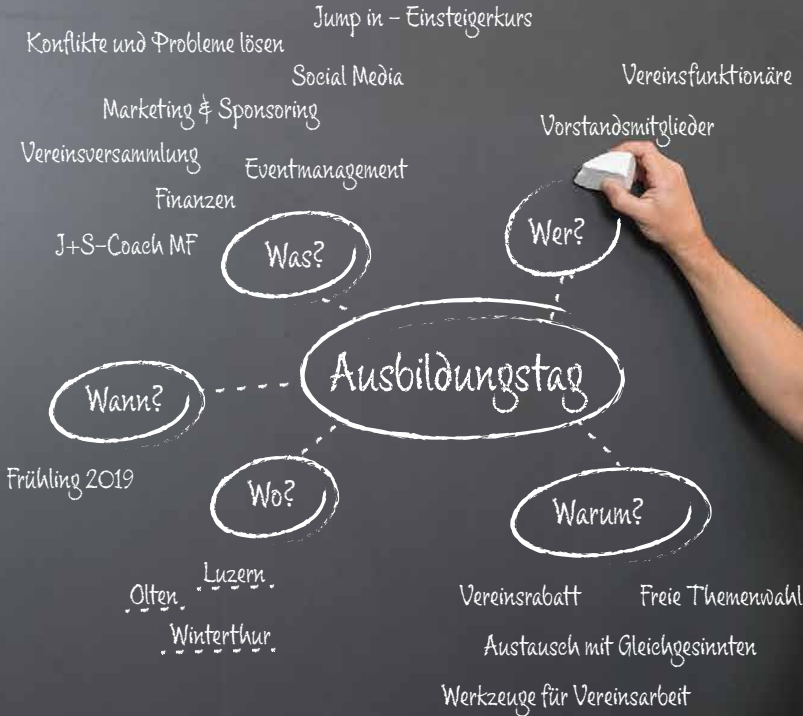 Jump in – Einsteigerkurs
Konflikte und Probleme lösen
Social Media
Vereinsfunktionäre
Marketing & Sponsoring
Vorstandsmitglieder
Vereinsversammlung
Eventmanagement
Finanzen
J+S-Coach MF
Was?
Wer?
Ausbildungstag
Wann?
Frühling 2019
Wo?
Warum?
Luzern
Olten
Winterthur
Vereinsrabatt
Freie Themenwahl
Austausch mit Gleichgesinnten
Werkzeuge für Vereinsarbeit